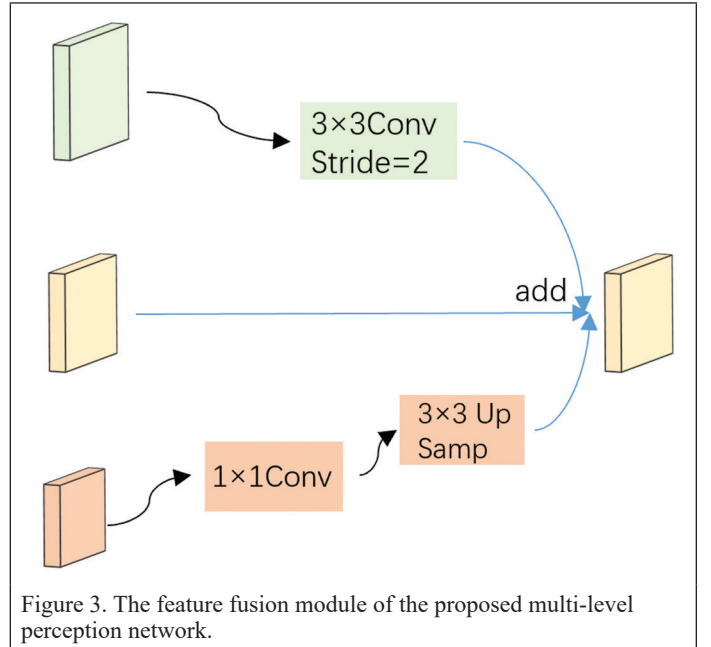 3×3Conv
Stride=2
add
3×3 Up
Samp
1×1Conv
Figure 3. The feature fusion module of the proposed multi-level
perception network.